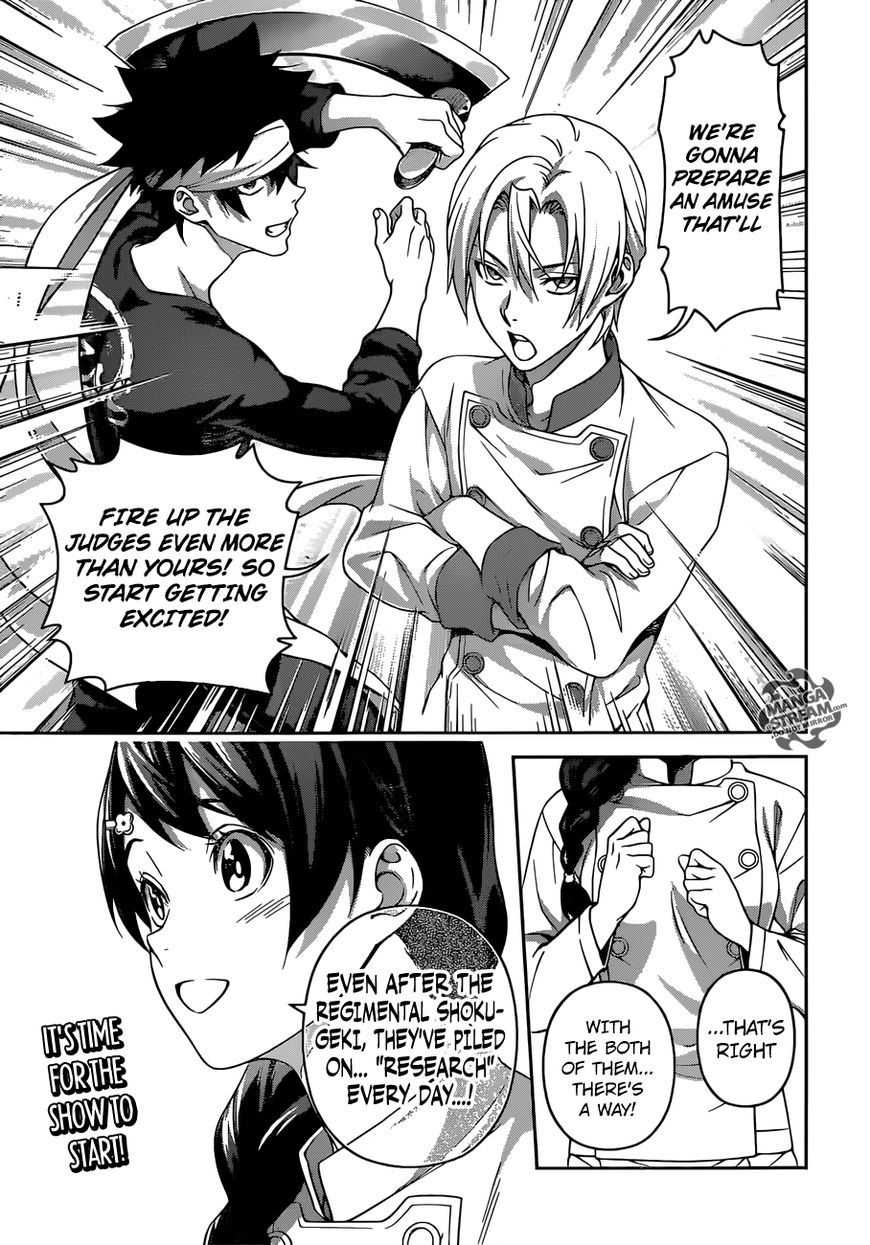 WE'RE
GONNA
PREPARE
AN AMUSE
THAT'LL
FIRE UP THE
JUDGES EVEN MORE
THAN YOURS! SO
START GETTING
EXCITED!
MANGA
STREAM.com
DO NOT MIRROR
...THAT'S
RIGHT
WITH
THE BOTH
OF THEM...
THERE'S
A WAY!
EVEN AFTER THE
REGIMENTAL SHOKU-
GEKI, THEY'VE PILED
ON... "RESEARCH"
EVERY DAY...!
IT'S TIME
FOR THE
SHOW TO
START!